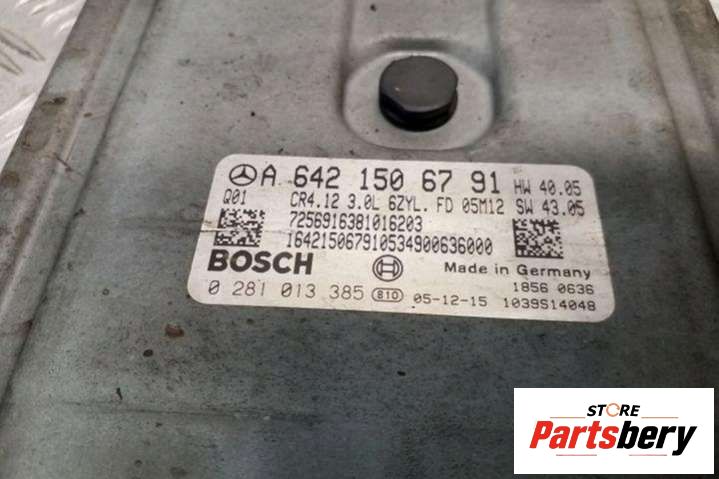 A 642 150 67 91 HW 40.05
Q01 CR4.12 3.0L 6ZYL. FD 05M12 SW 43.05
7256916381016203
164215067910534900636000
BOSCH Made in Germany
1856 0636
0 281 013 385 810 05-12-15 1039S14048
STORE
Partsbery